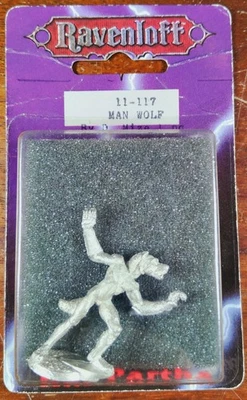 Ravenloft
11-117
MAN WOLF
Partha